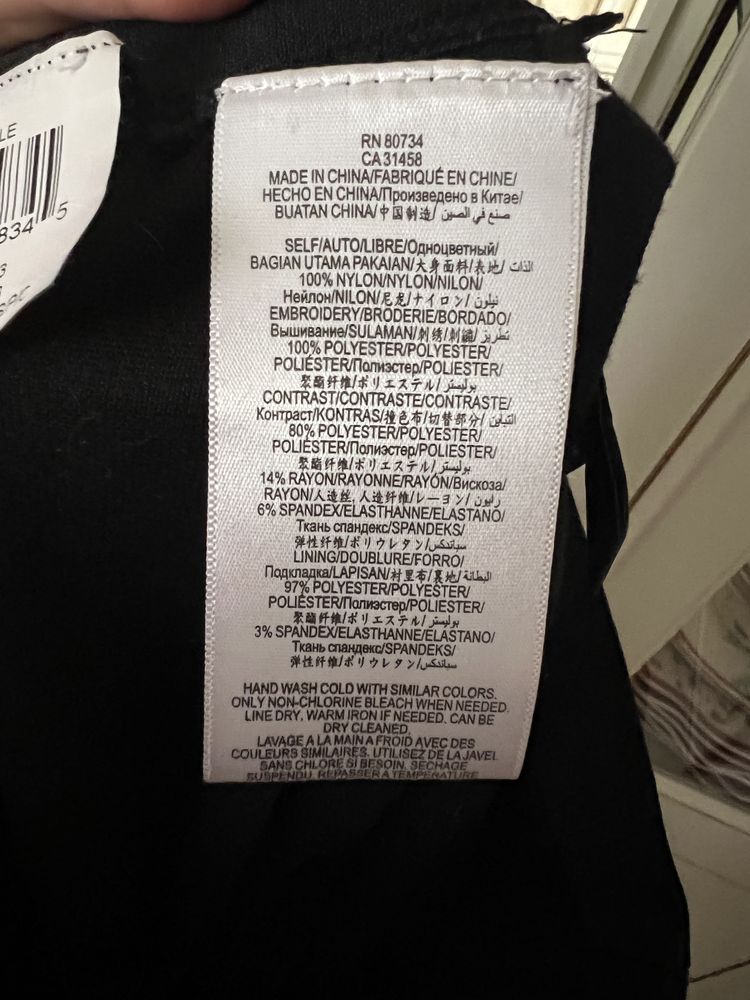 LE
834 5
3
RN 80734
CA 31458
MADE IN CHINA/FABRIQUÉ EN CHINE/
HECHO EN CHINA/Произведено в Китае/
BUATAN CHINA/中国制造/ صنع في الصين
SELF/AUTO/LIBRE/Одноцветный/
BAGIAN UTAMA PAKAIAN/大身面料/表地/ الذات
100% NYLON/NYLON/NILON/
Нейлон/NILON/尼龙/ナイロン/ نيلون
EMBROIDERY/BRODERIE/BORDADO/
Вышивание/SULAMAN/刺绣/刺繍/ تطريز
100% POLYESTER/POLYESTER/
POLIÉSTER/Полиэстер/POLIESTER/
聚酯纤维/ポリエステル/ بوليستر
CONTRAST/CONTRASTE/CONTRASTE/
Контраст/KONTRAS/撞色布/切替部分/ التباين
80% POLYESTER/POLYESTER/
POLIÉSTER/Полиэстер/POLIESTER/
聚酯纤维/ポリエステル/ بوليستر
14% RAYON/RAYONNE/RAYÓN/Вискоза/
RAYON/人造丝, 人造纤维/レーヨン/ رايون
6% SPANDEX/ELASTHANNE/ELASTANO/
Ткань спандекс/SPANDEKS/
弹性纤维/ポリウレタン/ سباندكس
LINING/DOUBLURE/FORRO/
Подкладка/LAPISAN/衬里布/裏地/ البطانة
97% POLYESTER/POLYESTER/
POLIÉSTER/Полиэстер/POLIESTER/
聚酯纤维/ポリエステル/ بوليستر
3% SPANDEX/ELASTHANNE/ELASTANO/
Ткань спандекс/SPANDEKS/
弹性纤维/ポリウレタン/ سباندكس
HAND WASH COLD WITH SIMILAR COLORS.
ONLY NON-CHLORINE BLEACH WHEN NEEDED.
LINE DRY. WARM IRON IF NEEDED. CAN BE
DRY CLEANED.
LAVAGE A LA MAIN A FROID AVEC DES
COULEURS SIMILAIRES. UTILISEZ DE LA JAVEL
SANS CHLORE SI BESOIN. SECHAGE
SUSPENDU. REPASSER A TEMPERATURE